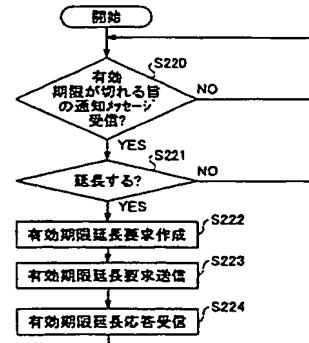 開始
S220
有効
期限が切れる旨
の通知メッセージ
受信?
NO
YES
S221
延長する?
NO
YES
S222
有効期限延長要求作成
S223
有効期限延長要求送信
S224
有効期限延長応答受信